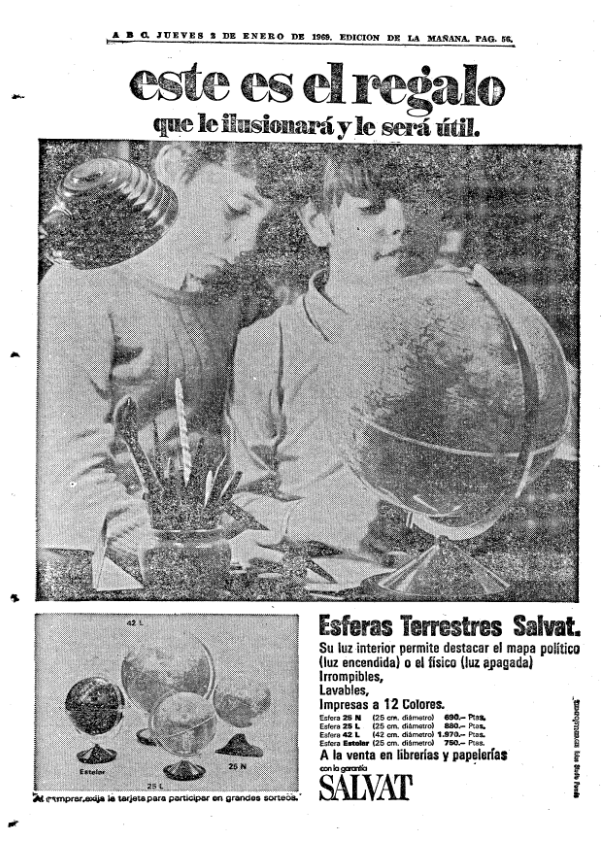 A B C. JUEVES 2 DE ENERO DE 1969. EDICION DE LA MAÑANA. PAG. 56.
este es el regalo
que le ilusionará y le será útil.
Esferas Terrestres Salvat.
Su luz interior permite destacar el mapa político
(luz encendida) o el físico (luz apagada)
Irrompibles,
Lavables,
Impresas a 12 Colores.
Esfera 25 N (25 cm. diámetro) 690.— Ptas.
Esfera 25 L (25 cm. diámetro) 880.— Ptas.
Esfera 42 L (42 cm. diámetro) 1.970.— Ptas.
Esfera Estelar (25 cm. diámetro) 750.— Ptas.
A la venta en librerías y papelerías
con la garantía
SALVAT
42 L
Estelar
25 N
25 L
Al comprar, exija la tarjeta para participar en grandes sorteos.